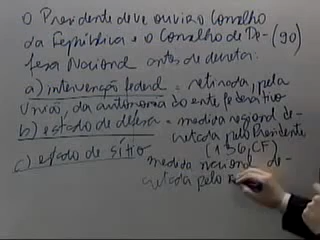 O Presidente deve ouvir o Conselho
da República e o Conselho de De- (90)
fesa Nacional antes de decretar:
a) intervenção federal = retirada, pela
União, da autonomia do ente federativo
b) estado de defesa = medida regional de-
cretada pelo Presidente
(136, CF)
c) estado de sítio medida nacional de-
cretada pelo